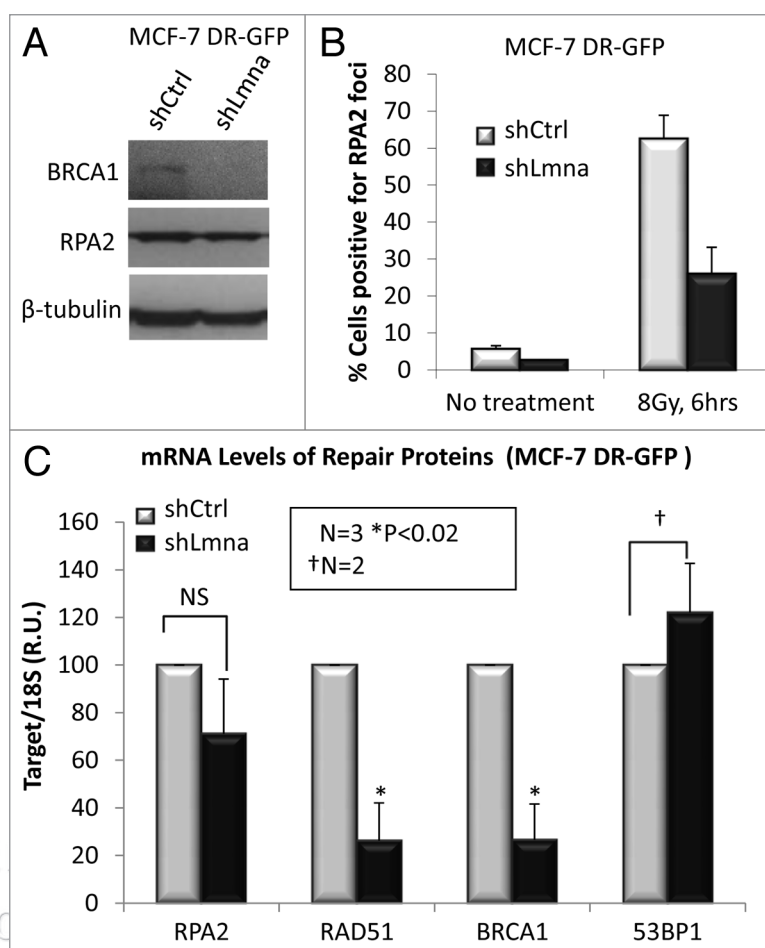 A
MCF-7 DR-GFP
shCtrl
shLmna
BRCA1
RPA2
β-tubulin
B
MCF-7 DR-GFP
% Cells positive for RPA2 foci
80
70
60
50
40
30
20
10
0
shCtrl
shLmna
No treatment
8Gy, 6hrs
C
mRNA Levels of Repair Proteins (MCF-7 DR-GFP )
Target/18S (R.U.)
160
140
120
100
80
60
40
20
0
shCtrl
shLmna
N=3 *P<0.02
†N=2
NS
*
*
†
RPA2
RAD51
BRCA1
53BP1